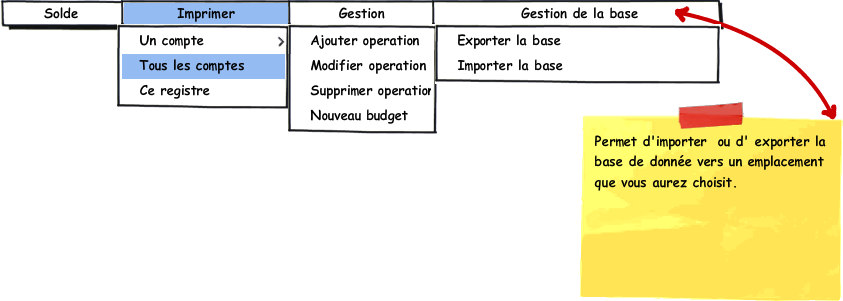 Solde Imprimer Gestion Gestion de la base
Un compte
Tous les comptes
Ce registre
Ajouter operation
Modifier operation
Supprimer operation
Nouveau budget
Exporter la base
Importer la base
Permet d'importer ou d' exporter la
base de donnée vers un emplacement
que vous aurez choisit.